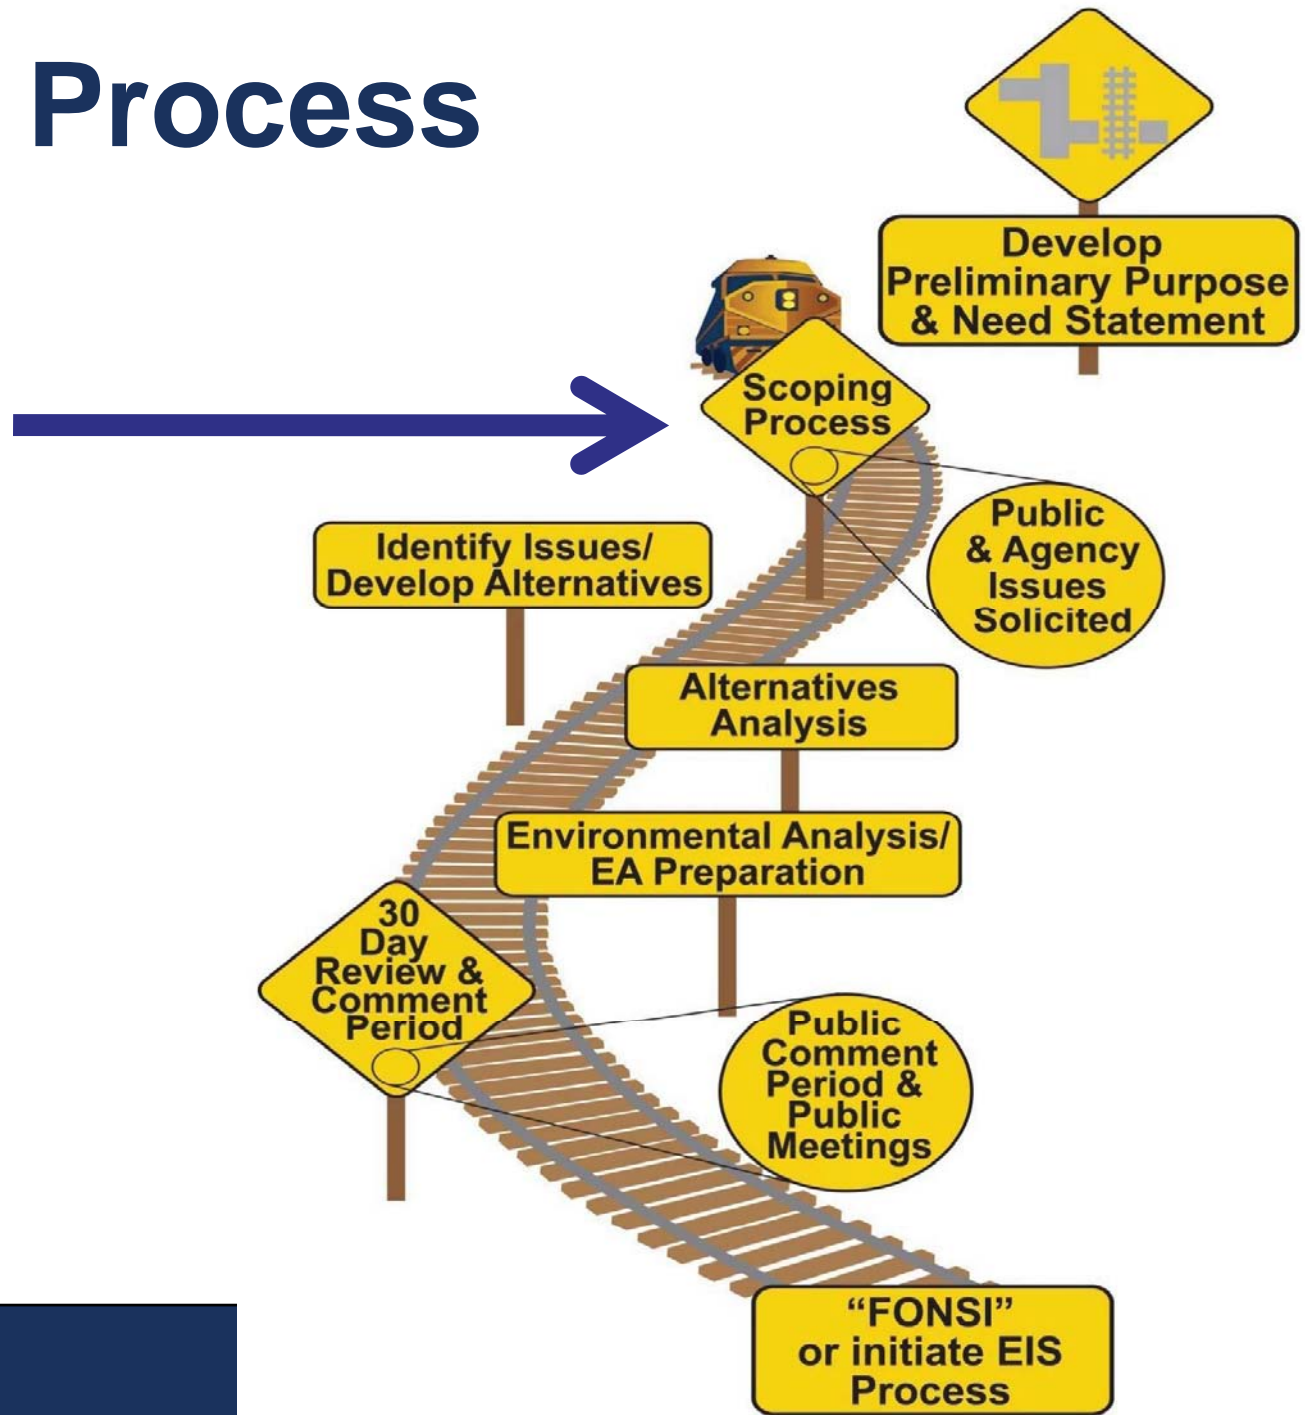 Process
Develop
Preliminary Purpose
& Need Statement
Scoping
Process
Public
& Agency
Issues
Solicited
Identify Issues/
Develop Alternatives
Alternatives
Analysis
Environmental Analysis/
EA Preparation
30
Day
Review &
Comment
Period
Public
Comment
Period &
Public
Meetings
“FONSI”
or initiate EIS
Process